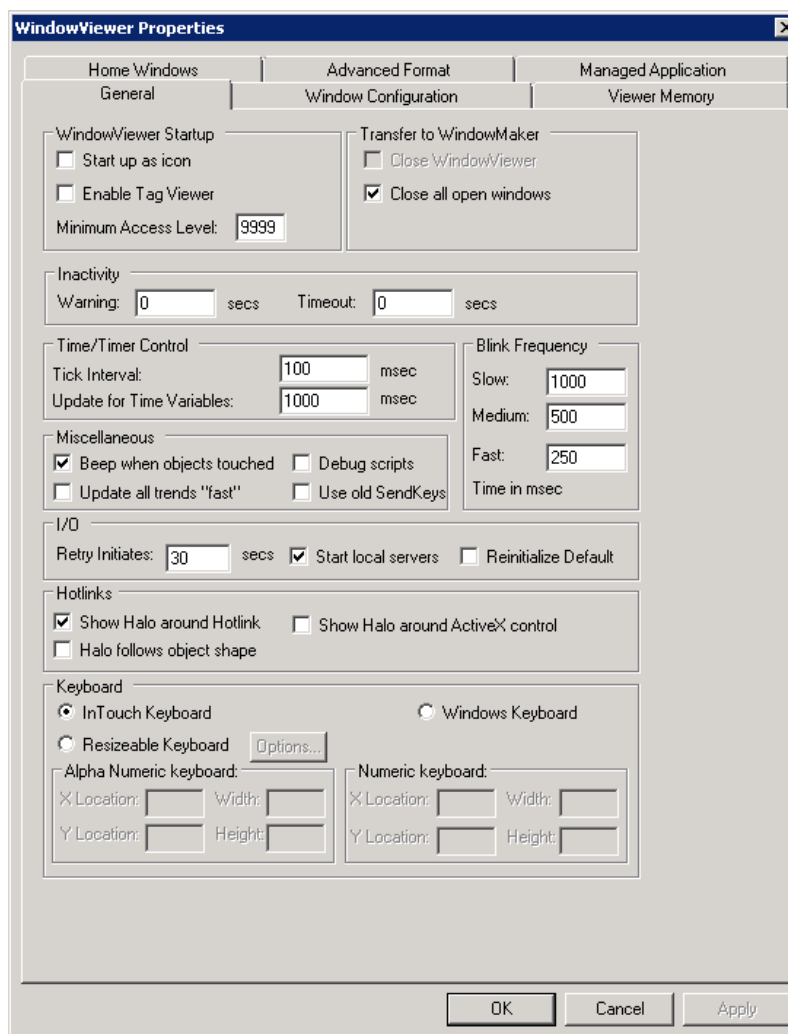 WindowViewer Properties
Home Windows Advanced Format Managed Application
General Window Configuration Viewer Memory
WindowViewer Startup
Start up as icon
Enable Tag Viewer
Minimum Access Level: 9999
Transfer to WindowMaker
Close WindowViewer
Close all open windows
Inactivity
Warning: 0 secs Timeout: 0 secs
Time/Timer Control
Tick Interval: 100 msec
Update for Time Variables: 1000 msec
Blink Frequency
Slow: 1000
Medium: 500
Fast: 250
Time in msec
Miscellaneous
Beep when objects touched Debug scripts
Update all trends "fast" Use old SendKeys
I/O
Retry Initiates: 30 secs Start local servers Reinitialize Default
Hotlinks
Show Halo around Hotlink Show Halo around ActiveX control
Halo follows object shape
Keyboard
InTouch Keyboard Windows Keyboard
Resizeable Keyboard Options...
Alpha Numeric keyboard:
X Location: Width:
Y Location: Height:
Numeric keyboard:
X Location: Width:
Y Location: Height:
OK Cancel Apply